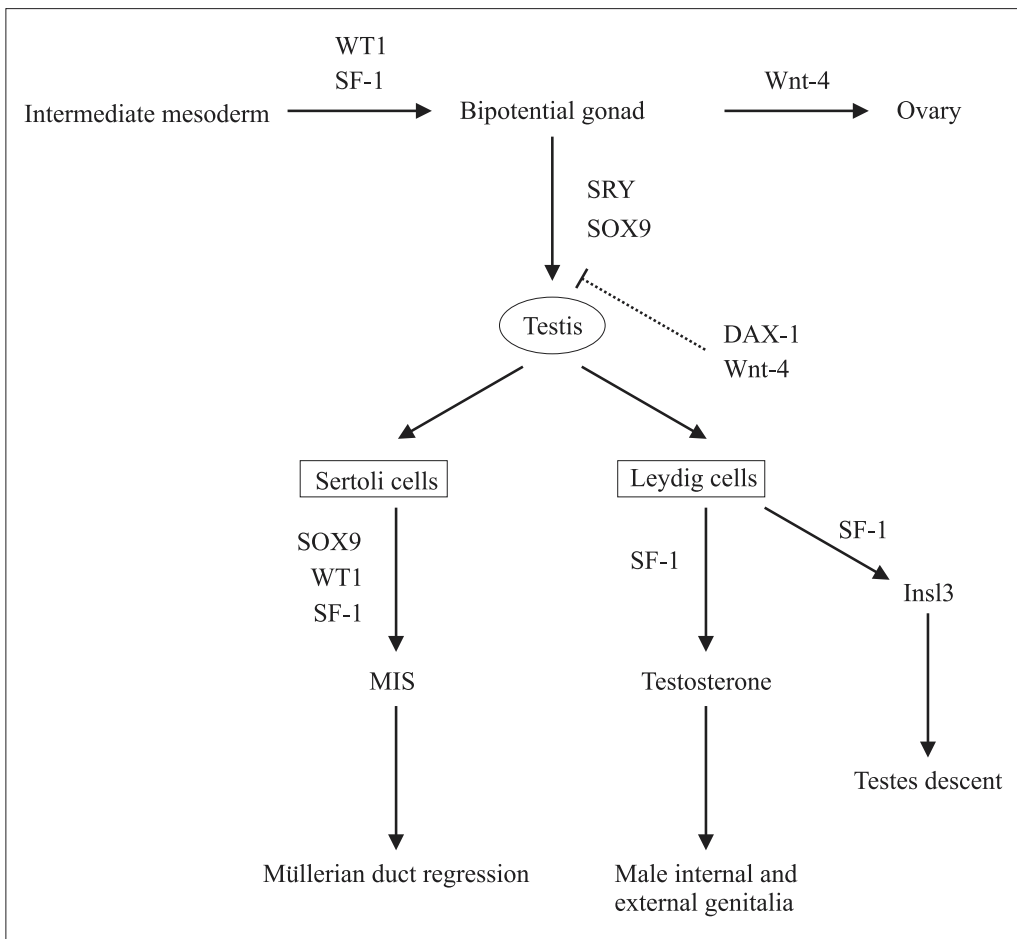 WT1
SF-1
Intermediate mesoderm
Bipotential gonad
Wnt-4
Ovary
SRY
SOX9
Testis
DAX-1
Wnt-4
Sertoli cells
Leydig cells
SOX9
WT1
SF-1
SF-1
SF-1
Insl3
MIS
Testosterone
Testes descent
Müllerian duct regression
Male internal and
external genitalia